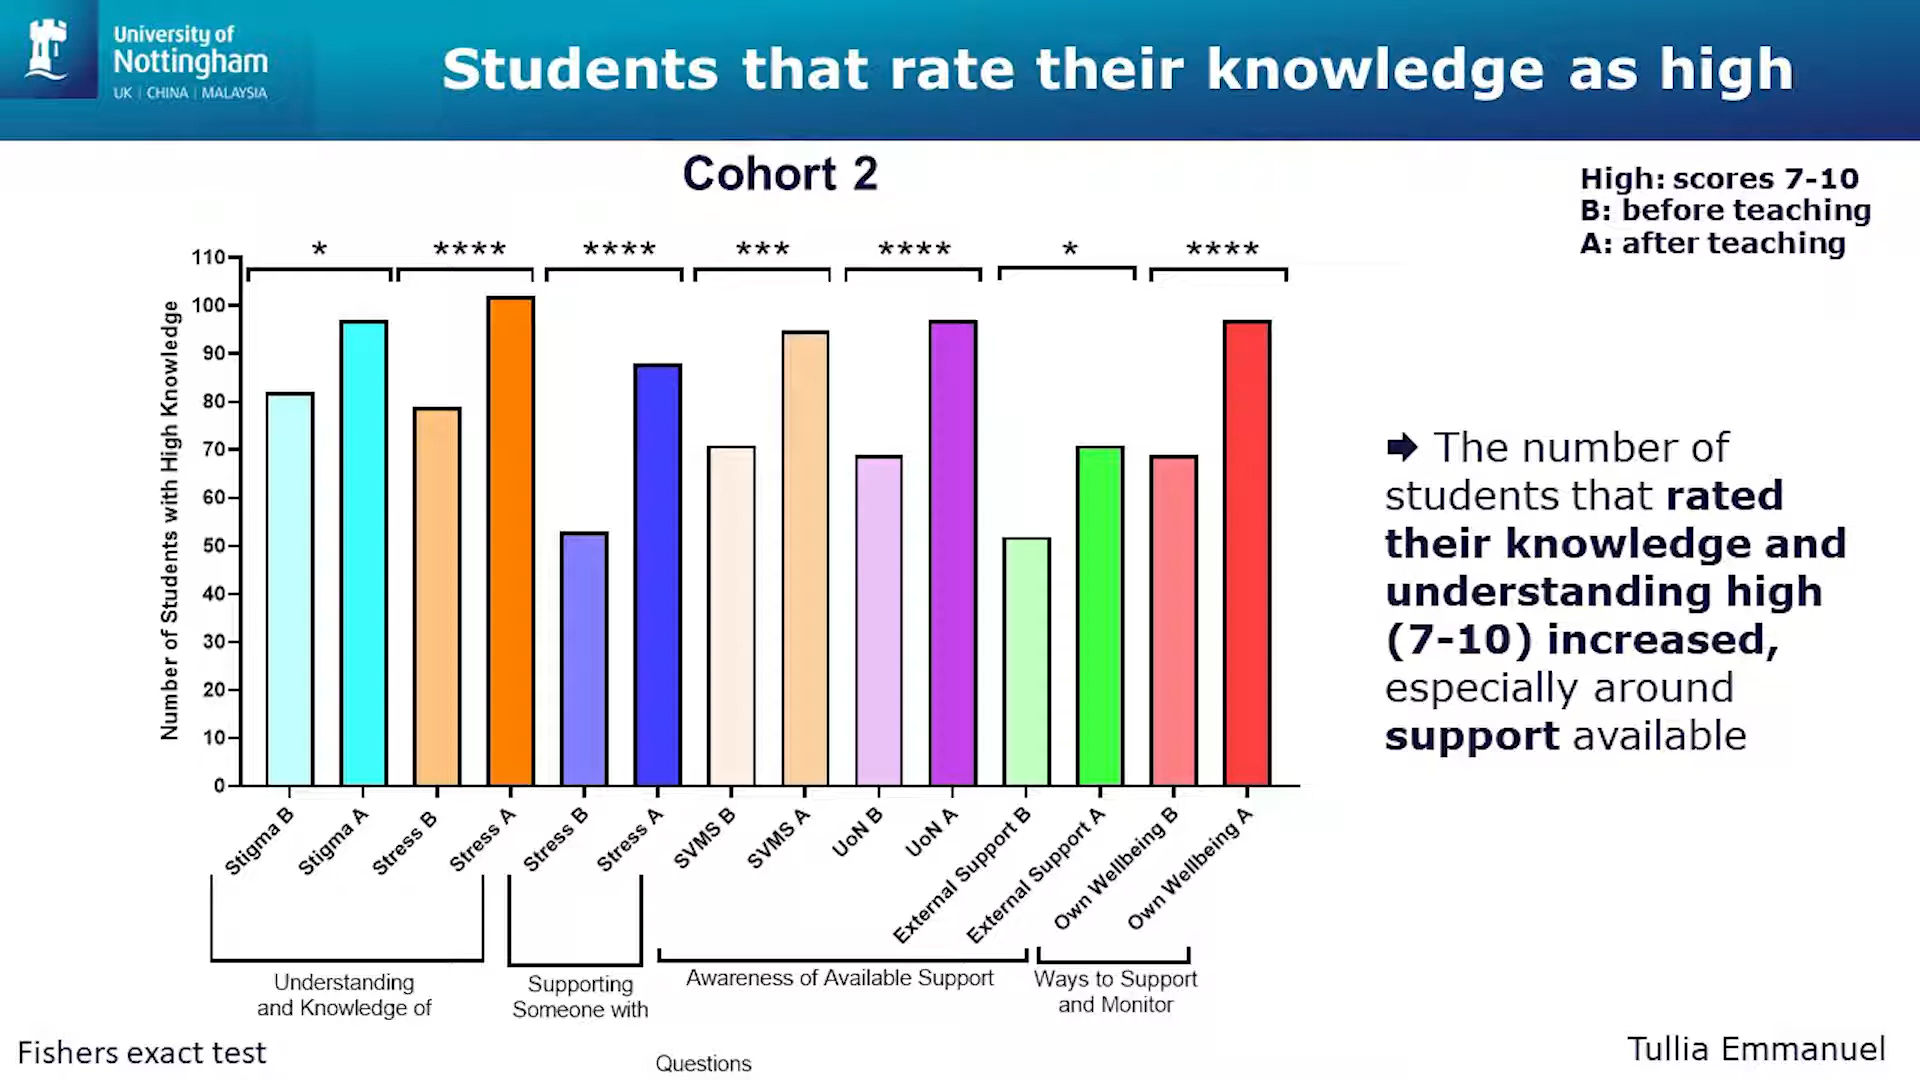 University of
Nottingham
UK | CHINA | MALAYSIA
Students that rate their knowledge as high
Cohort 2
High: scores 7-10
B: before teaching
A: after teaching
* **** **** *** **** * ****
Number of Students with High Knowledge
110
100
90
80
70
60
50
40
30
20
10
0
Stigma B
Stigma A
Stress B
Stress A
Stress B
Stress A
SVMS B
SVMS A
UoN B
UoN A
External Support B
External Support A
Own Wellbeing B
Own Wellbeing A
Understanding
and Knowledge of
Supporting
Someone with
Awareness of Available Support
Ways to Support
and Monitor
Questions
🡆 The number of
students that rated
their knowledge and
understanding high
(7-10) increased,
especially around
support available
Fishers exact test
Tullia Emmanuel